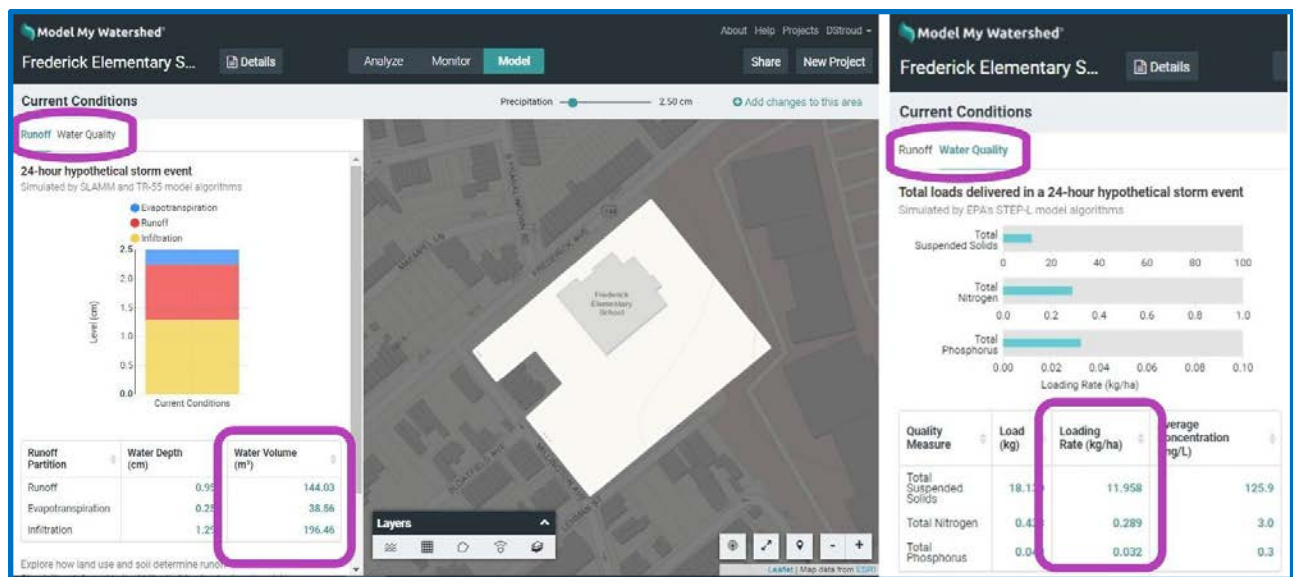 Model My Watershed
About Help Projects DStroud
Frederick Elementary S...
Details
Analyze Monitor Model
Share New Project
Current Conditions
Precipitation 2.50 cm
Add changes to this area
Runoff Water Quality
24-hour hypothetical storm event
Simulated by SLAMM and TR-55 model algorithms
Evapotranspiration
Runoff
Infiltration
2.5
2.0
1.5
1.0
0.5
0.0
Level (cm)
Current Conditions
Runoff Partition Water Depth (cm) Water Volume (m³)
Runoff 0.95 144.03
Evapotranspiration 0.25 38.56
Infiltration 1.29 196.46
Explore how land use and soil determine runoff
FREDERICK AVE
Frederick
Elementary
School
Layers
- +
Leaflet | Map data from ESRI
Model My Watershed
Frederick Elementary S...
Details
Current Conditions
Runoff Water Quality
Total loads delivered in a 24-hour hypothetical storm event
Simulated by EPA's STEP-L model algorithms
Total
Suspended Solids
0 20 40 60 80 100
Total
Nitrogen
0.0 0.2 0.4 0.6 0.8 1.0
Total
Phosphorus
0.00 0.02 0.04 0.06 0.08 0.10
Loading Rate (kg/ha)
Quality Measure Load (kg) Loading Rate (kg/ha) Average Concentration (mg/L)
Total
Suspended 11.958 125.9
Solids
Total Nitrogen 0.289 3.0
Total
Phosphorus 0.032 0.3